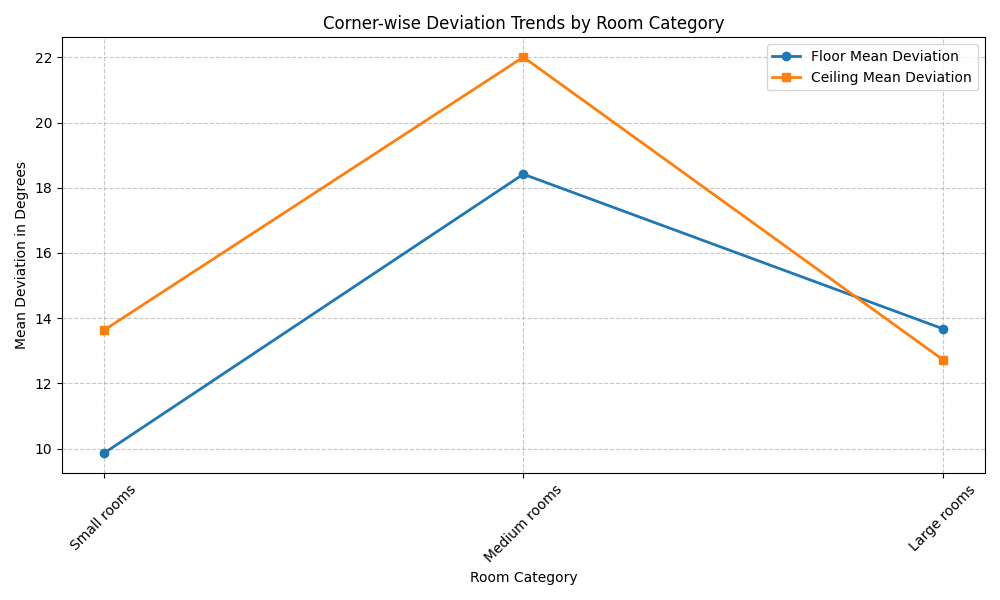 Corner-wise Deviation Trends by Room Category
Floor Mean Deviation
Ceiling Mean Deviation
Mean Deviation in Degrees
22
20
18
16
14
12
10
Small rooms
Medium rooms
Large rooms
Room Category